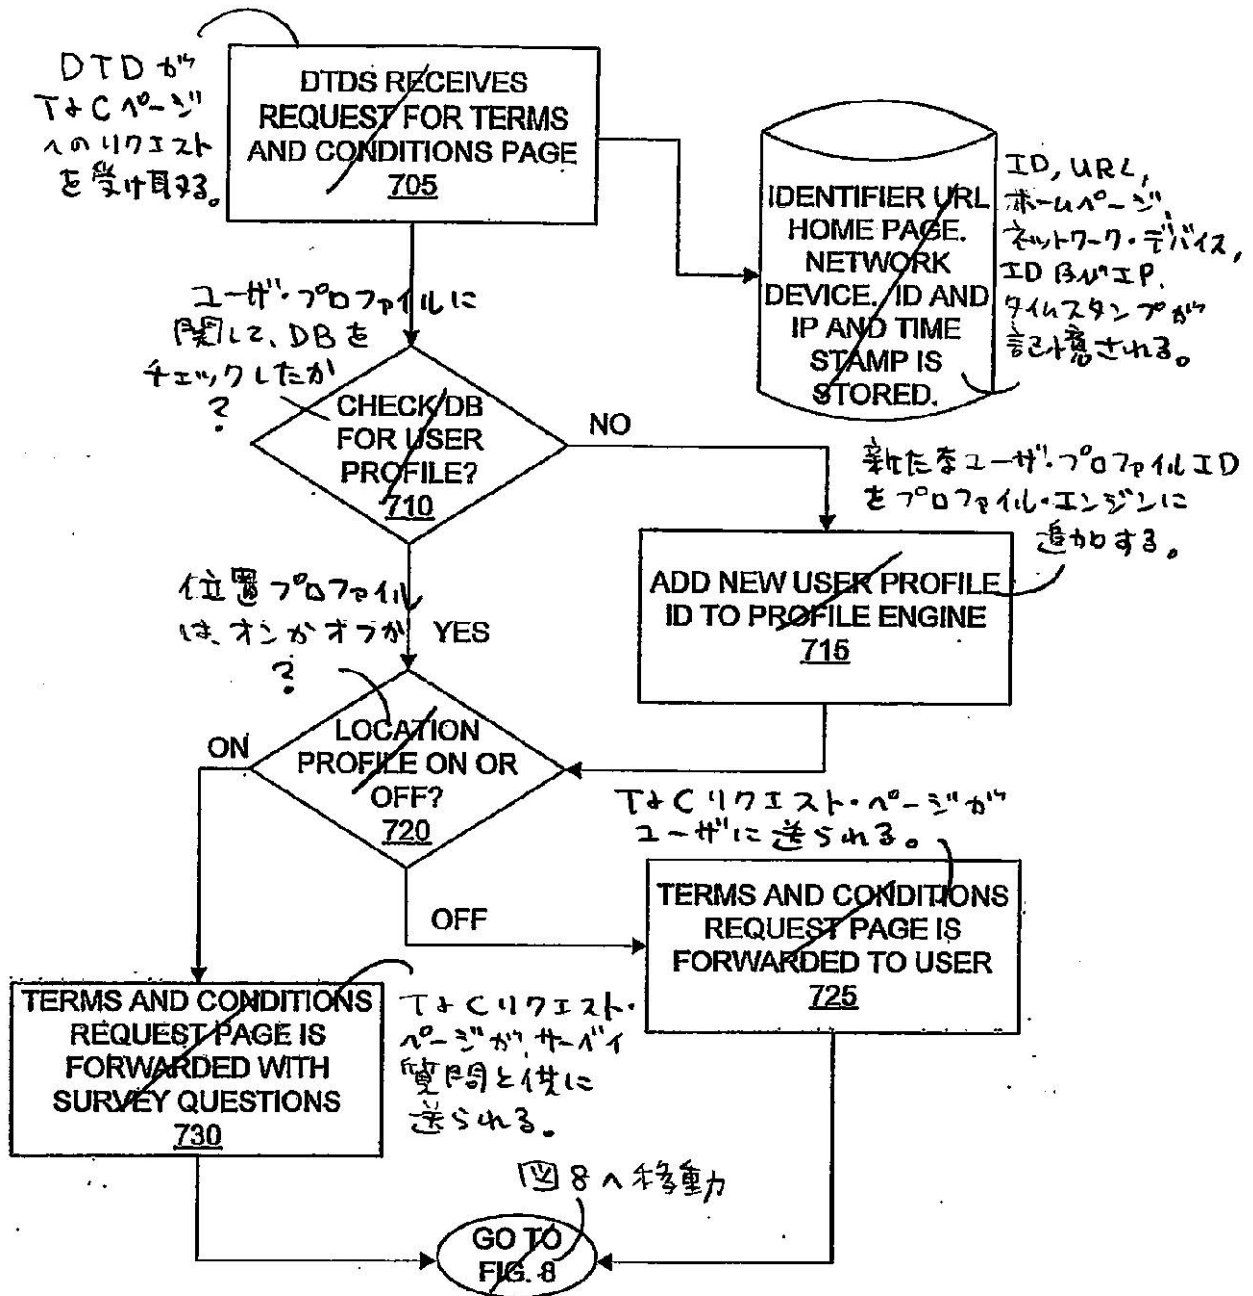 DTDが
T&Cページ
へのリクエスト
を受け取る。
DTDS RECEIVES
REQUEST FOR TERMS
AND CONDITIONS PAGE
705
IDENTIFIER URL
HOME PAGE.
NETWORK
DEVICE. ID AND
IP AND TIME
STAMP IS
STORED.
ID, URL,
ホームページ,
ネットワーク・デバイス,
ID及びIP,
タイムスタンプが
記憶される。
ユーザ・プロファイルに
関して、DBを
チェックしたか
?
CHECK DB
FOR USER
PROFILE?
710
NO
新たなユーザ・プロファイルID
をプロファイル・エンジンに
追加する。
ADD NEW USER PROFILE
ID TO PROFILE ENGINE
715
位置プロファイル
は、オンかオフか
?
YES
LOCATION
PROFILE ON OR
OFF?
720
ON
OFF
T&Cリクエスト・ページが
ユーザに送られる。
TERMS AND CONDITIONS
REQUEST PAGE IS
FORWARDED TO USER
725
TERMS AND CONDITIONS
REQUEST PAGE IS
FORWARDED WITH
SURVEY QUESTIONS
730
T&Cリクエスト・
ページが、サーベイ
質問と供に
送られる。
図8へ移動
GO TO
FIG. 8